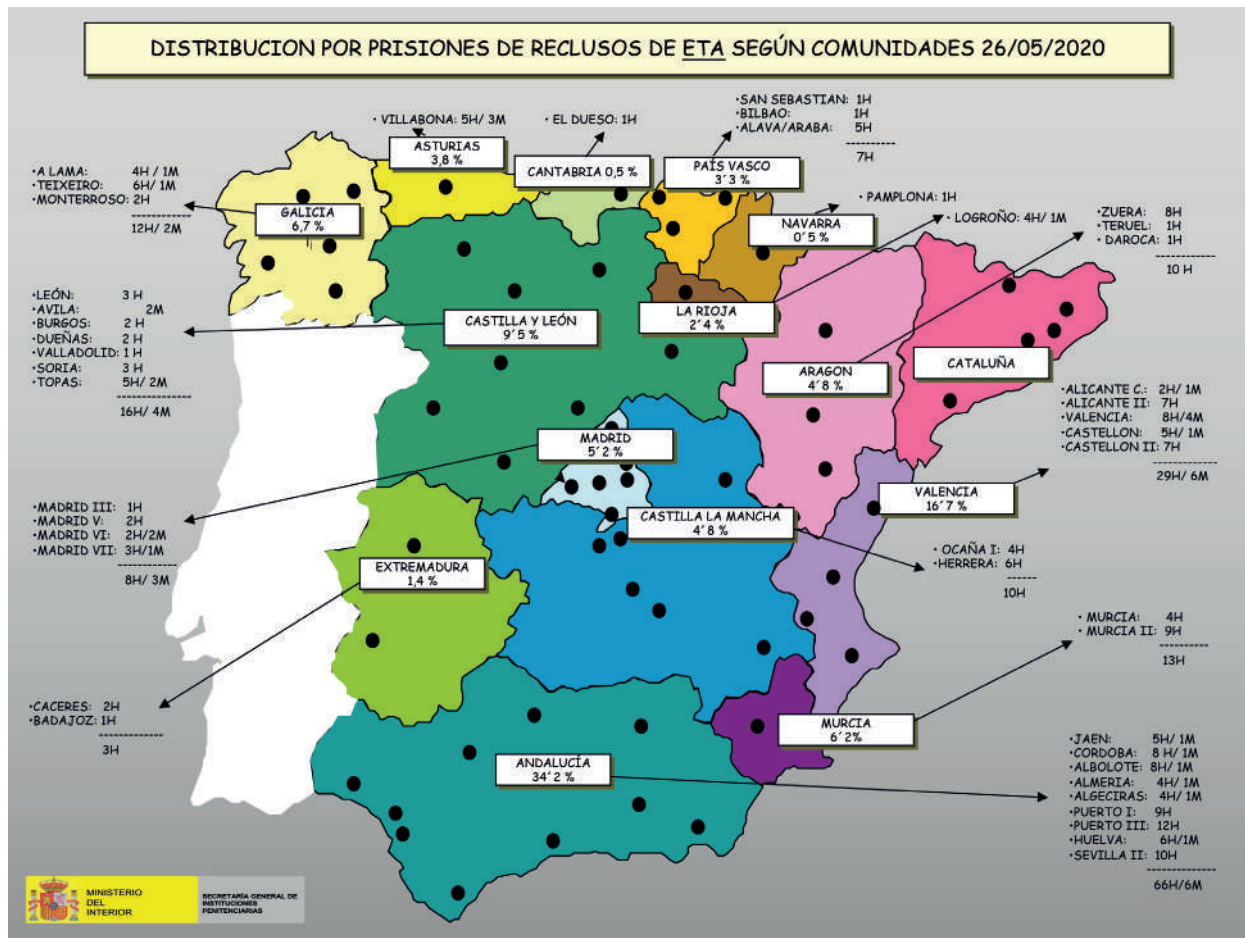 DISTRIBUCION POR PRISIONES DE RECLUSOS DE ETA SEGÚN COMUNIDADES 26/05/2020
•VILLABONA: 5H/ 3M
ASTURIAS
3,8 %
•EL DUESO: 1H
CANTABRIA 0,5 %
•SAN SEBASTIAN: 1H
•BILBAO: 1H
•ALAVA/ARABA: 5H
------------
7H
PAÍS VASCO
3´3 %
•A LAMA: 4H / 1M
•TEIXEIRO: 6H/ 1M
•MONTERROSO: 2H
------------
12H/ 2M
GALICIA
6,7 %
•PAMPLONA: 1H
NAVARRA
0´5 %
•LOGROÑO: 4H/ 1M
LA RIOJA
2´4 %
•ZUERA: 8H
•TERUEL: 1H
•DAROCA: 1H
------------
10 H
ARAGON
4´8 %
CATALUÑA
•LEÓN: 3 H
•AVILA: 2M
•BURGOS: 2 H
•DUEÑAS: 2 H
•VALLADOLID: 1 H
•SORIA: 3 H
•TOPAS: 5H/ 2M
------------
16H/ 4M
CASTILLA Y LEÓN
9´5 %
•ALICANTE C.: 2H/ 1M
•ALICANTE II: 7H
•VALENCIA: 8H/4M
•CASTELLON: 5H/ 1M
•CASTELLON II: 7H
------------
29H/ 6M
VALENCIA
16´7 %
MADRID
5´2 %
•MADRID III: 1H
•MADRID V: 2H
•MADRID VI: 2H/2M
•MADRID VII: 3H/1M
------------
8H/ 3M
CASTILLA LA MANCHA
4´8 %
•OCAÑA I: 4H
•HERRERA: 6H
------
10H
EXTREMADURA
1,4 %
•CACERES: 2H
•BADAJOZ: 1H
------------
3H
•MURCIA: 4H
•MURCIA II: 9H
------------
13H
MURCIA
6´2%
ANDALUCÍA
34´2 %
•JAEN: 5H/ 1M
•CORDOBA: 8 H/ 1M
•ALBOLOTE: 8H/ 1M
•ALMERIA: 4H/ 1M
•ALGECIRAS: 4H/ 1M
•PUERTO I: 9H
•PUERTO III: 12H
•HUELVA: 6H/1M
•SEVILLA II: 10H
------------
66H/6M
MINISTERIO
DEL
INTERIOR
SECRETARÍA GENERAL DE
INSTITUCIONES
PENITENCIARIAS